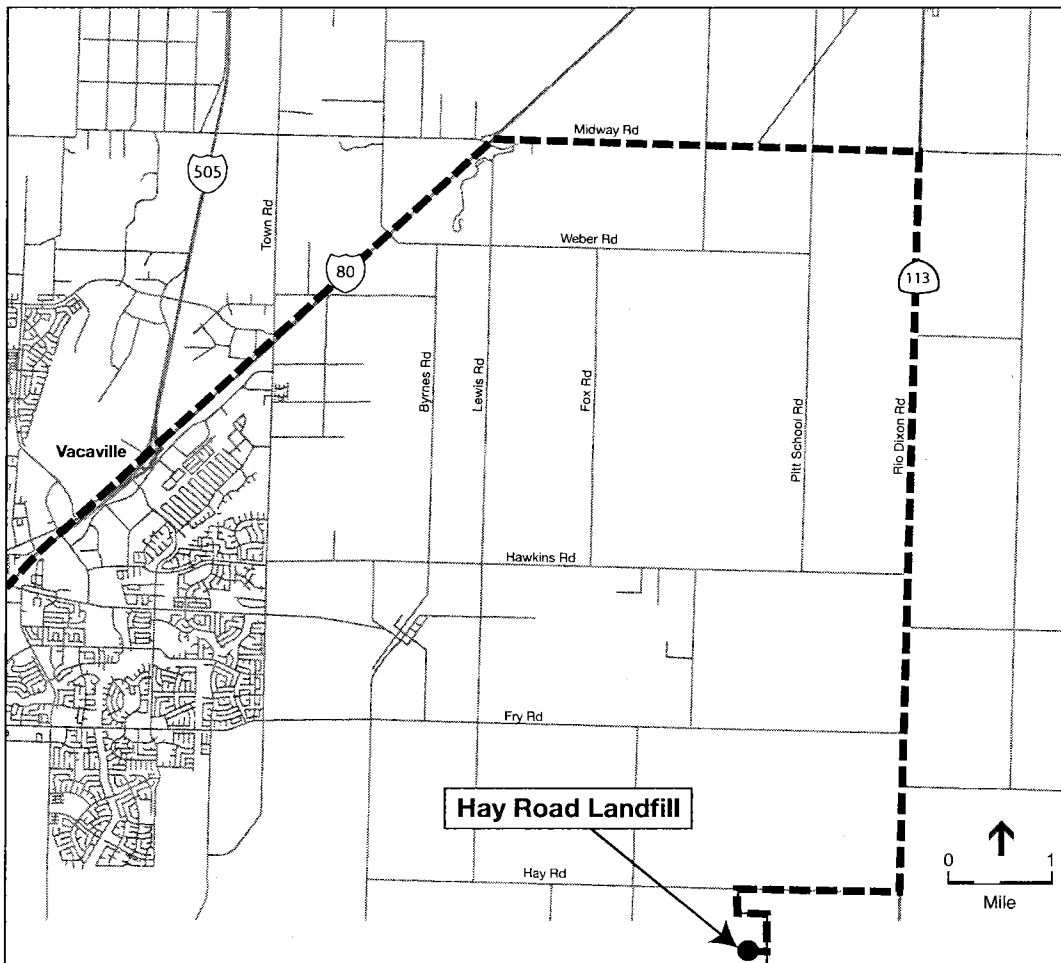 Midway Rd
505
Town Rd
Weber Rd
80
113
Byrnes Rd
Lewis Rd
Fox Rd
Pitt School Rd
Rio Dixon Rd
Vacaville
Hawkins Rd
Fry Rd
Hay Road Landfill
Hay Rd
0 1
Mile